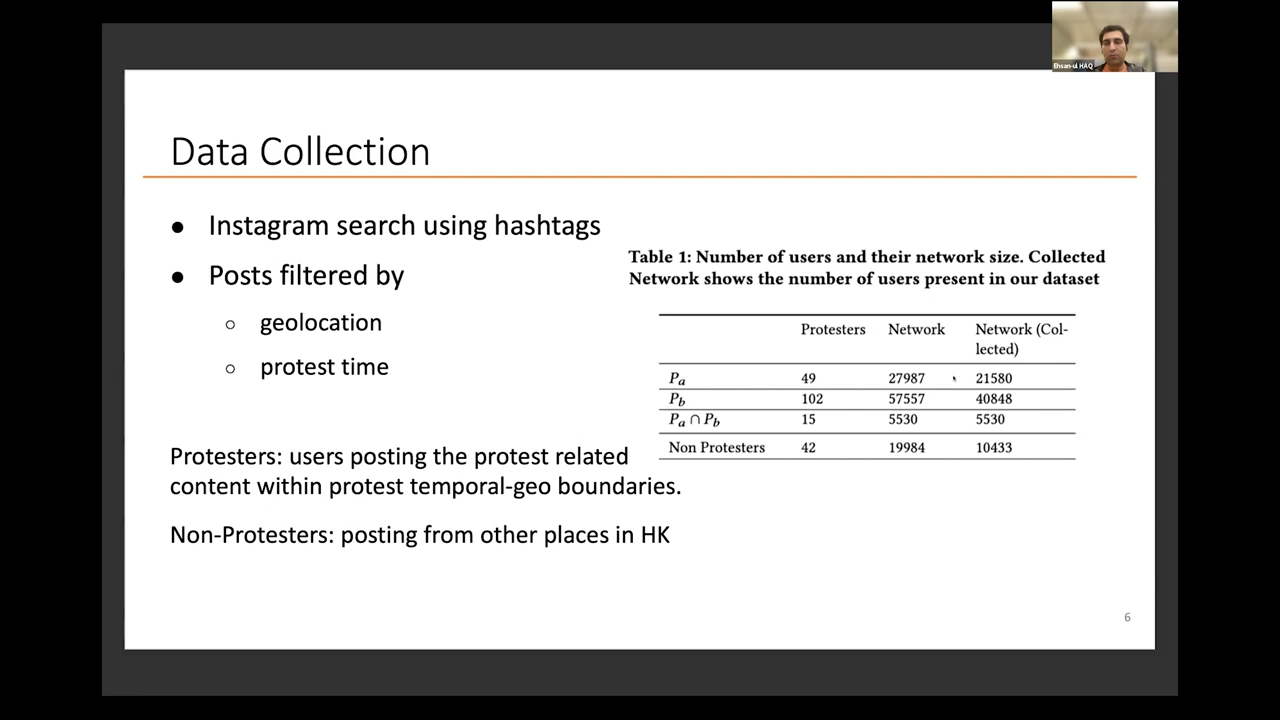 Ehsan-ul HAQ
Data Collection
● Instagram search using hashtags
● Posts filtered by
○ geolocation
○ protest time
Protesters: users posting the protest related
content within protest temporal-geo boundaries.
Non-Protesters: posting from other places in HK
Table 1: Number of users and their network size. Collected
Network shows the number of users present in our dataset
Protesters Network Network (Col-
lected)
Pa 49 27987 21580
Pb 102 57557 40848
Pa ∩ Pb 15 5530 5530
Non Protesters 42 19984 10433
6